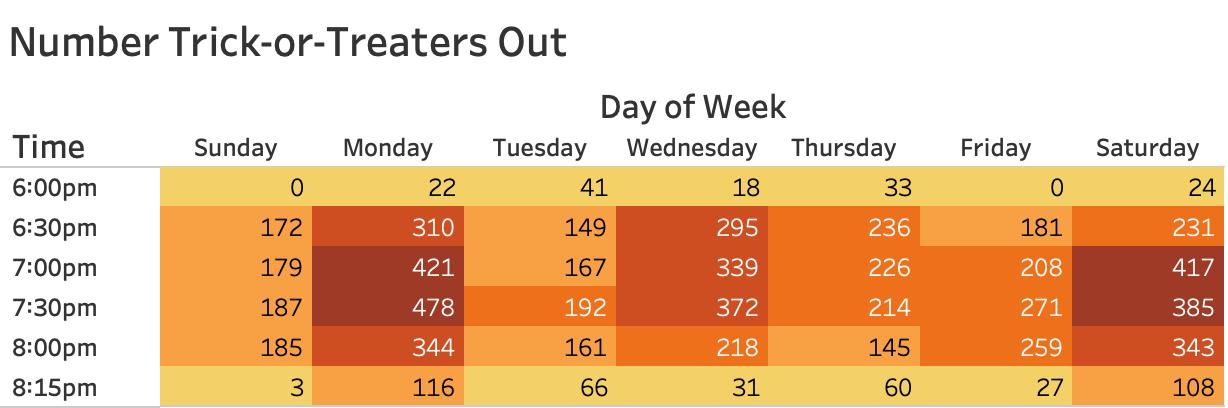 Number Trick-or-Treaters Out
Day of Week
Time Sunday Monday Tuesday Wednesday Thursday Friday Saturday
6:00pm 0 22 41 18 33 0 24
6:30pm 172 310 149 295 236 181 231
7:00pm 179 421 167 339 226 208 417
7:30pm 187 478 192 372 214 271 385
8:00pm 185 344 161 218 145 259 343
8:15pm 3 116 66 31 60 27 108